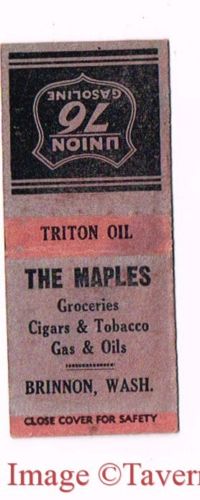 UNION
76
GASOLINE
TRITON OIL
THE MAPLES
Groceries
Cigars & Tobacco
Gas & Oils
BRINNON, WASH.
CLOSE COVER FOR SAFETY
Image ©Tavern